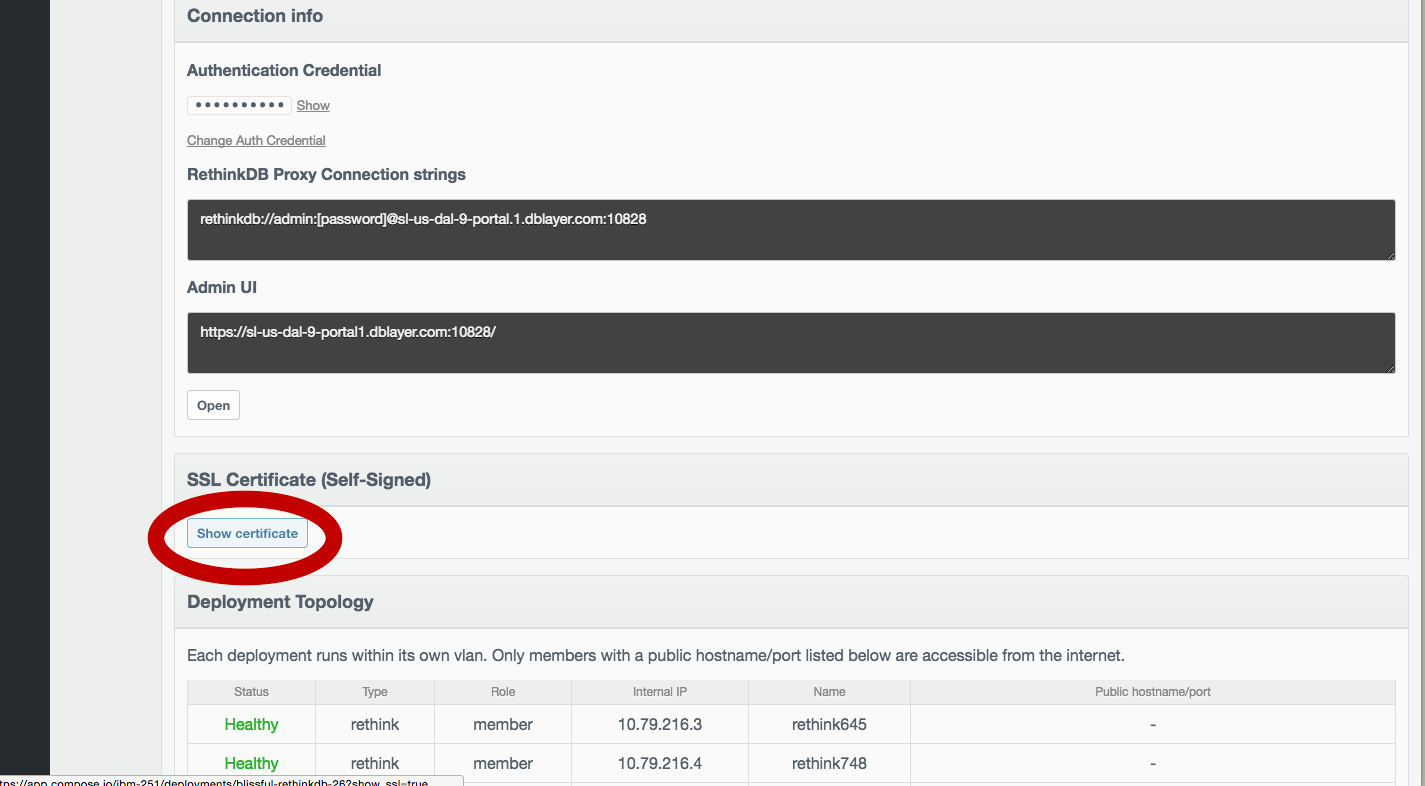 Connection info
Authentication Credential
•••••••••• Show
Change Auth Credential
RethinkDB Proxy Connection strings
rethinkdb://admin:[password]@sl-us-dal-9-portal.1.dblayer.com:10828
Admin UI
https://sl-us-dal-9-portal1.dblayer.com:10828/
Open
SSL Certificate (Self-Signed)
Show certificate
Deployment Topology
Each deployment runs within its own vlan. Only members with a public hostname/port listed below are accessible from the internet.
Status Type Role Internal IP Name Public hostname/port
Healthy rethink member 10.79.216.3 rethink645 -
Healthy rethink member 10.79.216.4 rethink748 -
tps://app.compose.io/ibm-251/deployments/blissful-rethinkdb-26?show_ssl=true